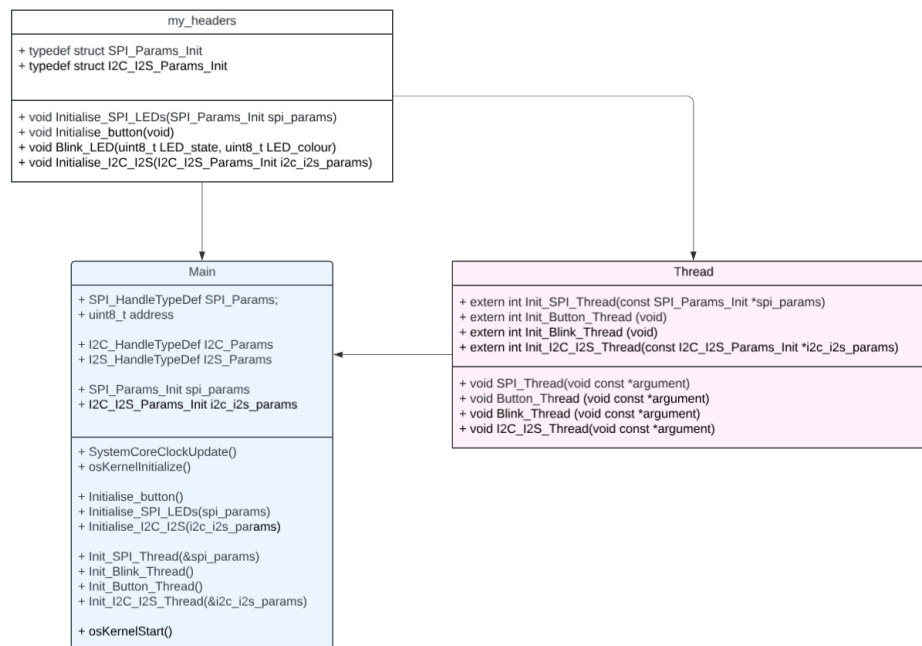 my_headers
+ typedef struct SPI_Params_Init
+ typedef struct I2C_I2S_Params_Init
+ void Initialise_SPI_LEDs(SPI_Params_Init spi_params)
+ void Initialise_button(void)
+ void Blink_LED(uint8_t LED_state, uint8_t LED_colour)
+ void Initialise_I2C_I2S(I2C_I2S_Params_Init i2c_i2s_params)
Main
+ SPI_HandleTypeDef SPI_Params;
+ uint8_t address
+ I2C_HandleTypeDef I2C_Params
+ I2S_HandleTypeDef I2S_Params
+ SPI_Params_Init spi_params
+ I2C_I2S_Params_Init i2c_i2s_params
+ SystemCoreClockUpdate()
+ osKernelInitialize()
+ Initialise_button()
+ Initialise_SPI_LEDs(spi_params)
+ Initialise_I2C_I2S(i2c_i2s_params)
+ Init_SPI_Thread(&spi_params)
+ Init_Blink_Thread()
+ Init_Button_Thread()
+ Init_I2C_I2S_Thread(&i2c_i2s_params)
+ osKernelStart()
Thread
+ extern int Init_SPI_Thread(const SPI_Params_Init *spi_params)
+ extern int Init_Button_Thread (void)
+ extern int Init_Blink_Thread (void)
+ extern int Init_I2C_I2S_Thread(const I2C_I2S_Params_Init *i2c_i2s_params)
+ void SPI_Thread(void const *argument)
+ void Button_Thread (void const *argument)
+ void Blink_Thread (void const *argument)
+ void I2C_I2S_Thread(void const *argument)